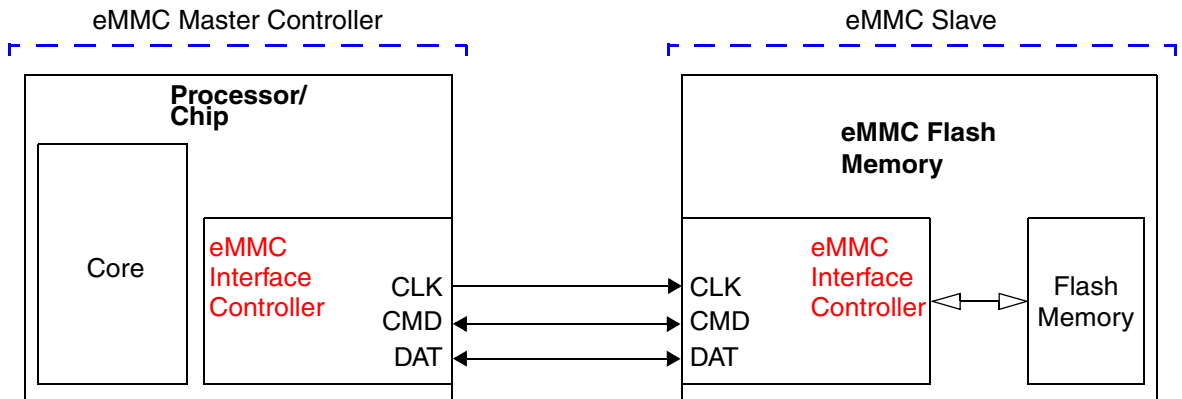 eMMC Master Controller
eMMC Slave
Processor/
Chip
eMMC Flash
Memory
Core
eMMC
Interface
Controller
CLK
CMD
DAT
CLK
CMD
DAT
eMMC
Interface
Controller
Flash
Memory